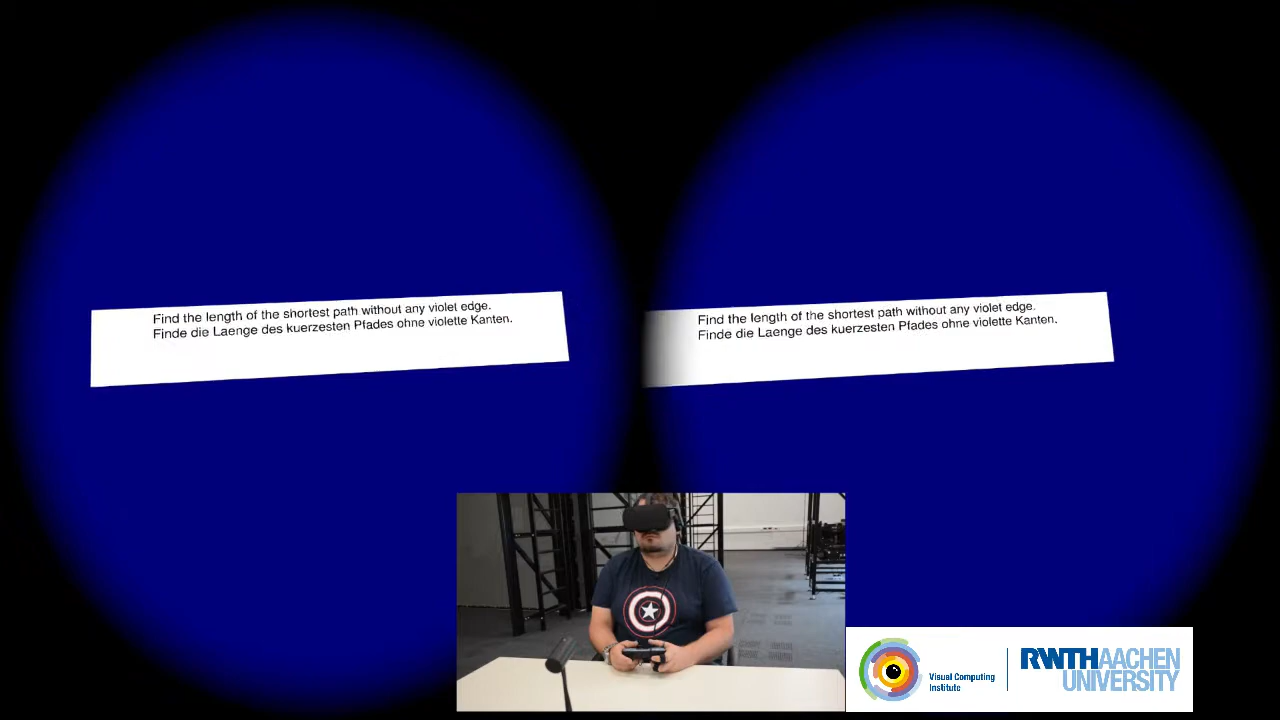 Find the length of the shortest path without any violet edge.
Finde die Laenge des kuerzesten Pfades ohne violette Kanten.
Find the length of the shortest path without any violet edge.
Finde die Laenge des kuerzesten Pfades ohne violette Kanten.
Visual Computing
Institute
RWTHAACHEN
UNIVERSITY